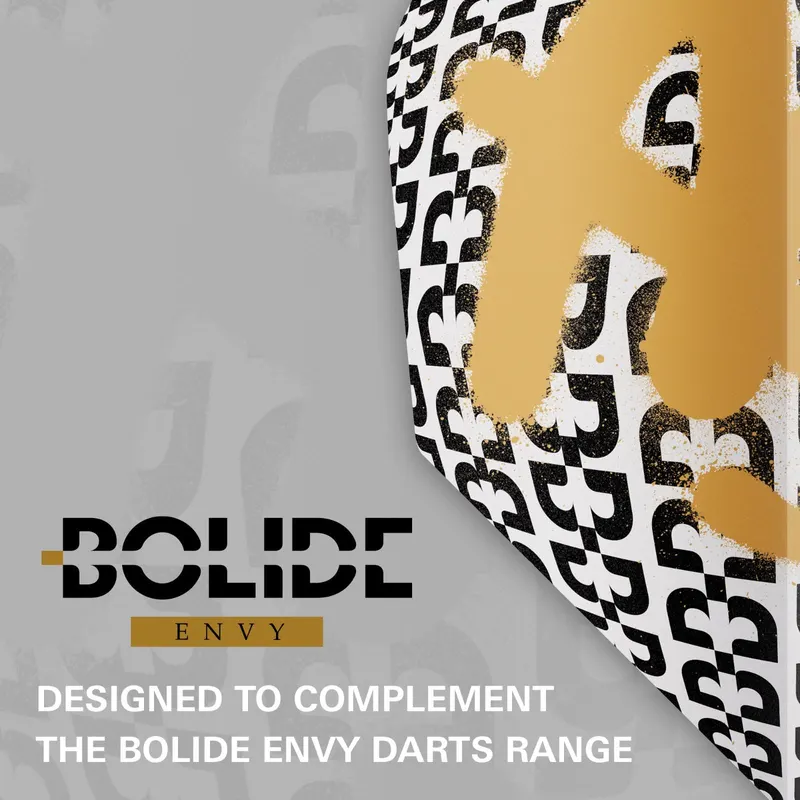 BOLIDE
ENVY
DESIGNED TO COMPLEMENT
THE BOLIDE ENVY DARTS RANGE